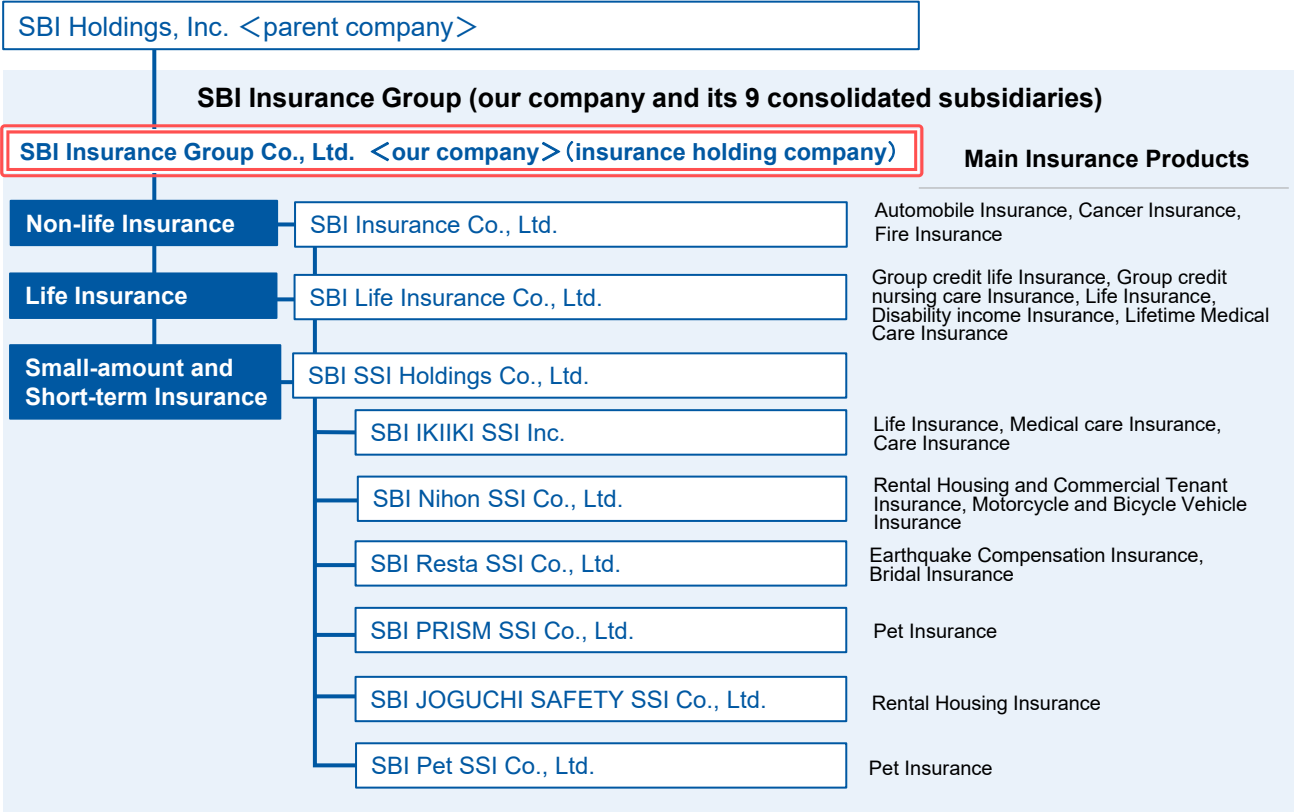 SBI Holdings, Inc. ＜parent company＞
SBI Insurance Group (our company and its 9 consolidated subsidiaries)
SBI Insurance Group Co., Ltd. ＜our company＞（insurance holding company）
Main Insurance Products
Non-life Insurance
SBI Insurance Co., Ltd.
Automobile Insurance, Cancer Insurance,
Fire Insurance
Life Insurance
SBI Life Insurance Co., Ltd.
Group credit life Insurance, Group credit
nursing care Insurance, Life Insurance,
Disability income Insurance, Lifetime Medical
Care Insurance
Small-amount and
Short-term Insurance
SBI SSI Holdings Co., Ltd.
SBI IKIIKI SSI Inc.
Life Insurance, Medical care Insurance,
Care Insurance
SBI Nihon SSI Co., Ltd.
Rental Housing and Commercial Tenant
Insurance, Motorcycle and Bicycle Vehicle
Insurance
SBI Resta SSI Co., Ltd.
Earthquake Compensation Insurance,
Bridal Insurance
SBI PRISM SSI Co., Ltd.
Pet Insurance
SBI JOGUCHI SAFETY SSI Co., Ltd.
Rental Housing Insurance
SBI Pet SSI Co., Ltd.
Pet Insurance